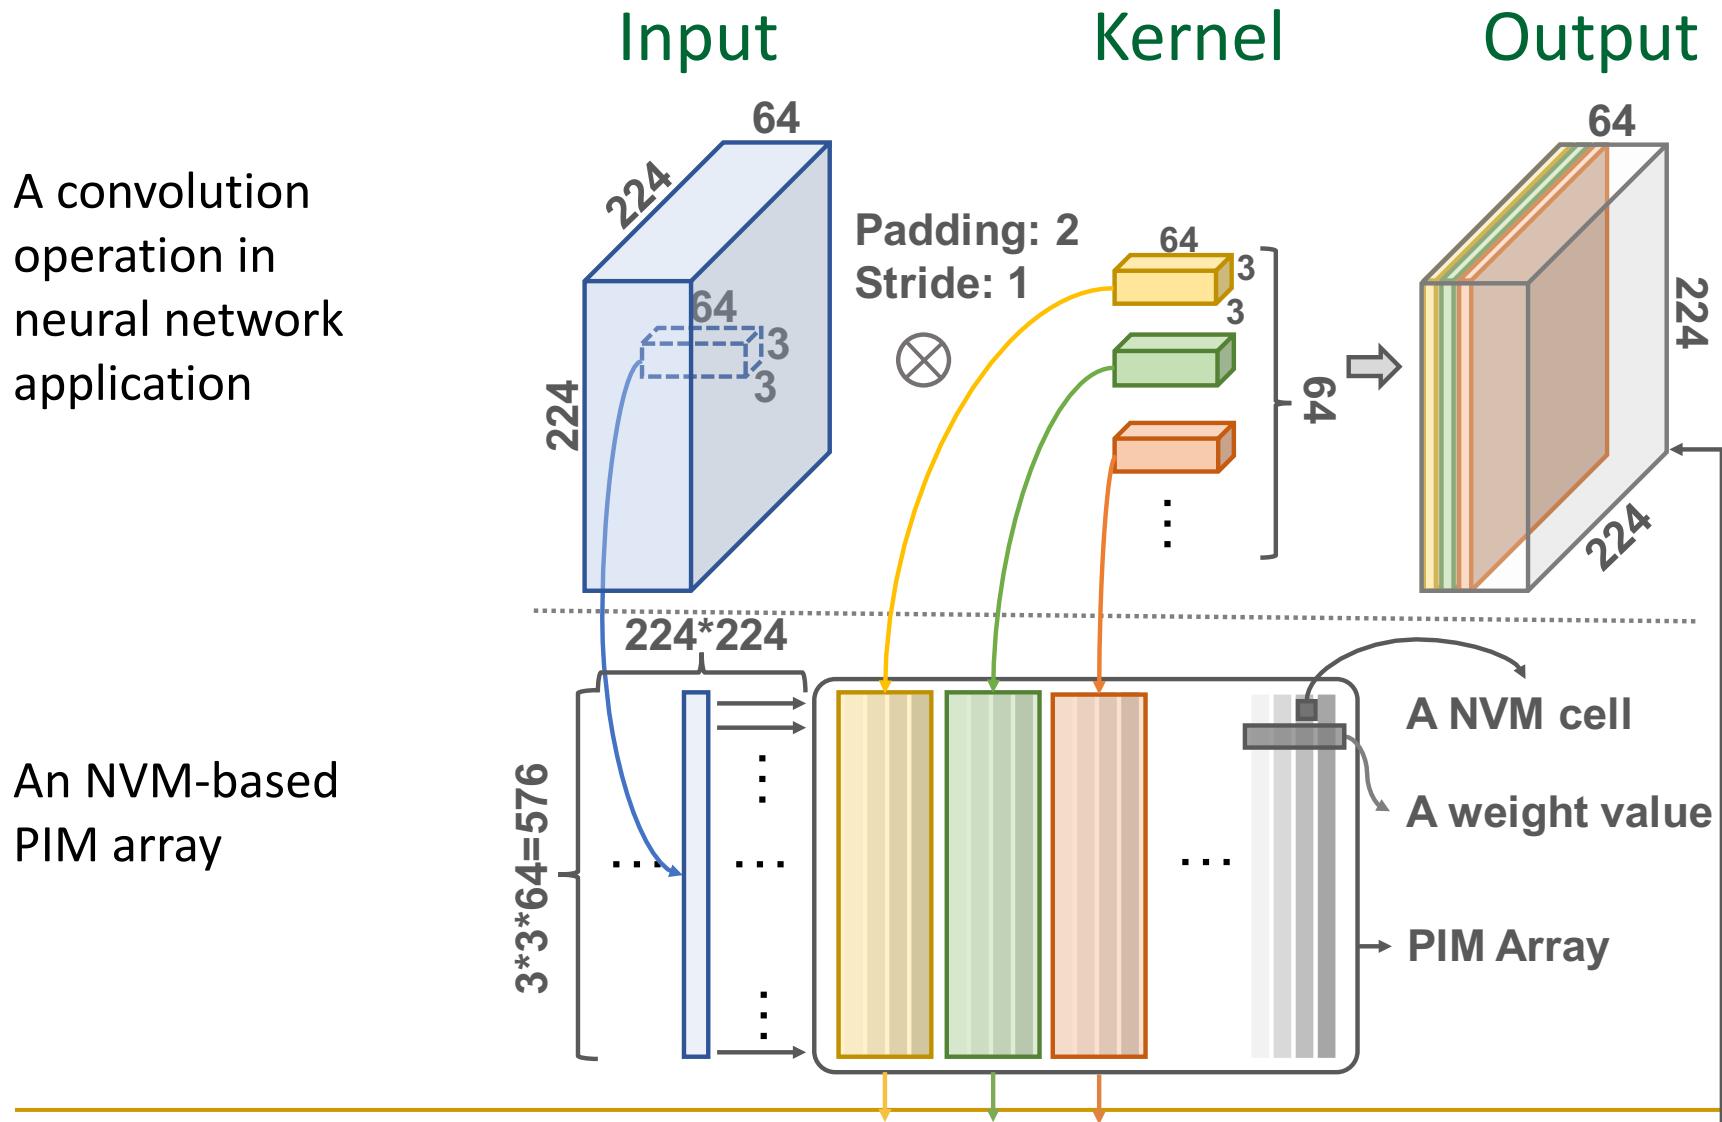 Input
Kernel
Output
A convolution
operation in
neural network
application
64
224
224
64
3
3
Padding: 2
Stride: 1
64
3
3
64
64
224
224
224*224
3*3*64=576
An NVM-based
PIM array
A NVM cell
A weight value
PIM Array